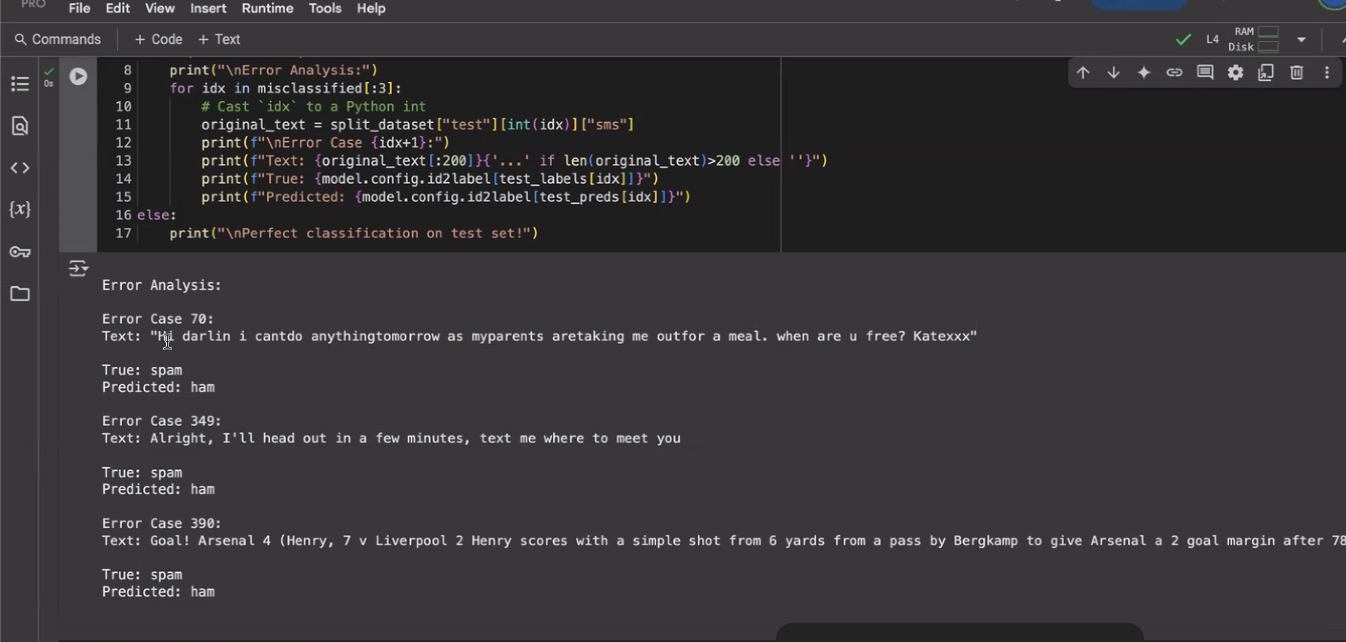 PRO
File Edit View Insert Runtime Tools Help
Commands + Code + Text
L4 RAM Disk
0s
8 print("\nError Analysis:")
9 for idx in misclassified[:3]:
10 # Cast `idx` to a Python int
11 original_text = split_dataset["test"][int(idx)]["sms"]
12 print(f"\nError Case {idx+1}:")
13 print(f"Text: {original_text[:200]}{'...' if len(original_text)>200 else ''}")
14 print(f"True: {model.config.id2label[test_labels[idx]]}")
15 print(f"Predicted: {model.config.id2label[test_preds[idx]]}")
16 else:
17 print("\nPerfect classification on test set!")
Error Analysis:
Error Case 70:
Text: "Hi darlin i cantdo anythingtomorrow as myparents aretaking me outfor a meal. when are u free? Katexxx"
True: spam
Predicted: ham
Error Case 349:
Text: Alright, I'll head out in a few minutes, text me where to meet you
True: spam
Predicted: ham
Error Case 390:
Text: Goal! Arsenal 4 (Henry, 7 v Liverpool 2 Henry scores with a simple shot from 6 yards from a pass by Bergkamp to give Arsenal a 2 goal margin after 78
True: spam
Predicted: ham